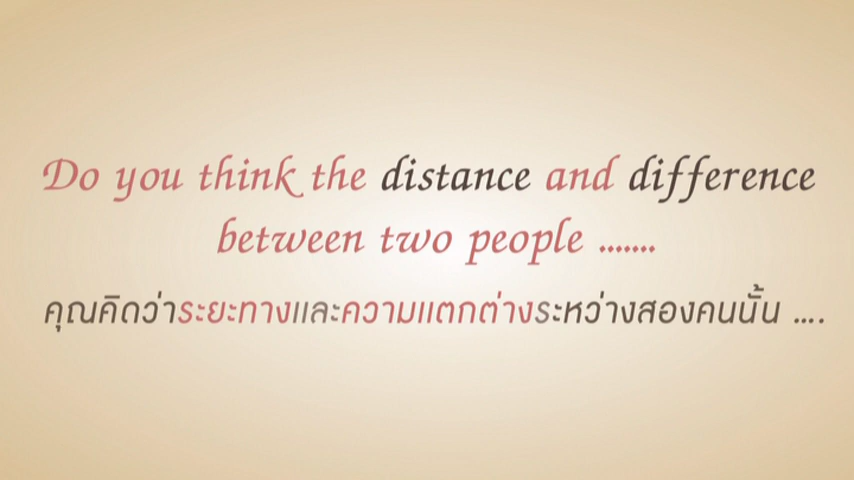 Do you think the distance and difference
between two people .......
คุณคิดว่าระยะทางและความแตกต่างระหว่างสองคนนั้น ....